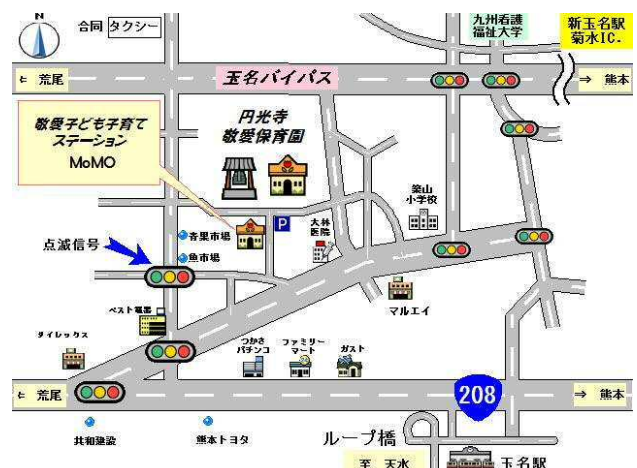 N
合同 タクシー
九州看護
福祉大学
新玉名駅
菊水IC.
⇐ 荒尾
玉名バイパス
⇒ 熊本
敬愛子ども子育て
ステーション
MoMO
円光寺
敬愛保育園
築山
小学校
P
大林
医院
青果市場
点滅信号
魚市場
マルエイ
ベスト電器
ダイレックス
つかさ
パチンコ
ファミリー
マート
ガスト
⇐ 荒尾
208
⇒ 熊本
共和建設
熊本トヨタ
ループ橋
至 天水
玉名駅